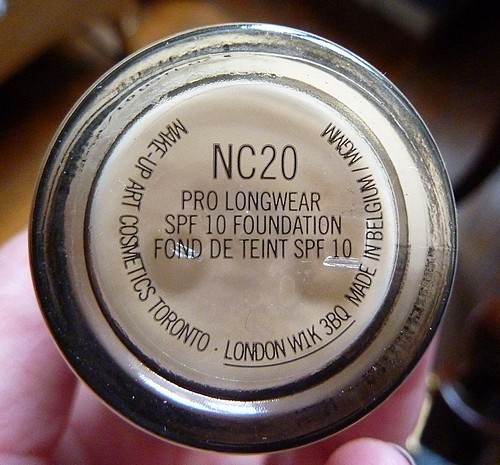 NC20
PRO LONGWEAR
SPF 10 FOUNDATION
FOND DE TEINT SPF 10
MAKE-UP ART COSMETICS TORONTO · LONDON W1K 3BQ MADE IN BELGIUM / MGMM